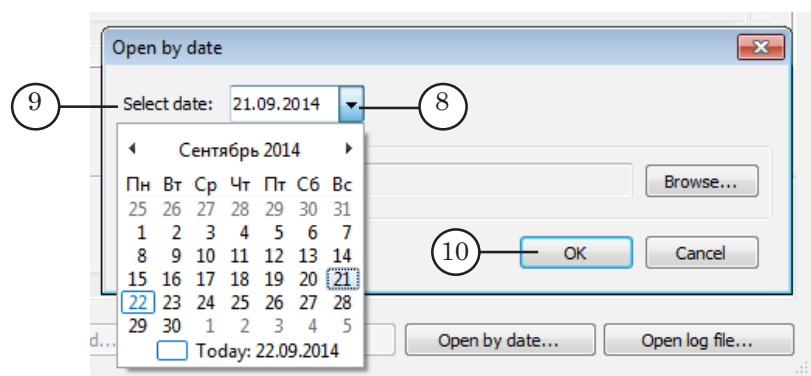 Open by date
9 Select date: 21.09.2014 8
Сентябрь 2014
Пн Вт Ср Чт Пт Сб Вс
25 26 27 28 29 30 31
1 2 3 4 5 6 7
8 9 10 11 12 13 14
15 16 17 18 19 20 21
22 23 24 25 26 27 28
29 30 1 2 3 4 5
Today: 22.09.2014
Browse...
10 OK Cancel
d... Open by date... Open log file...